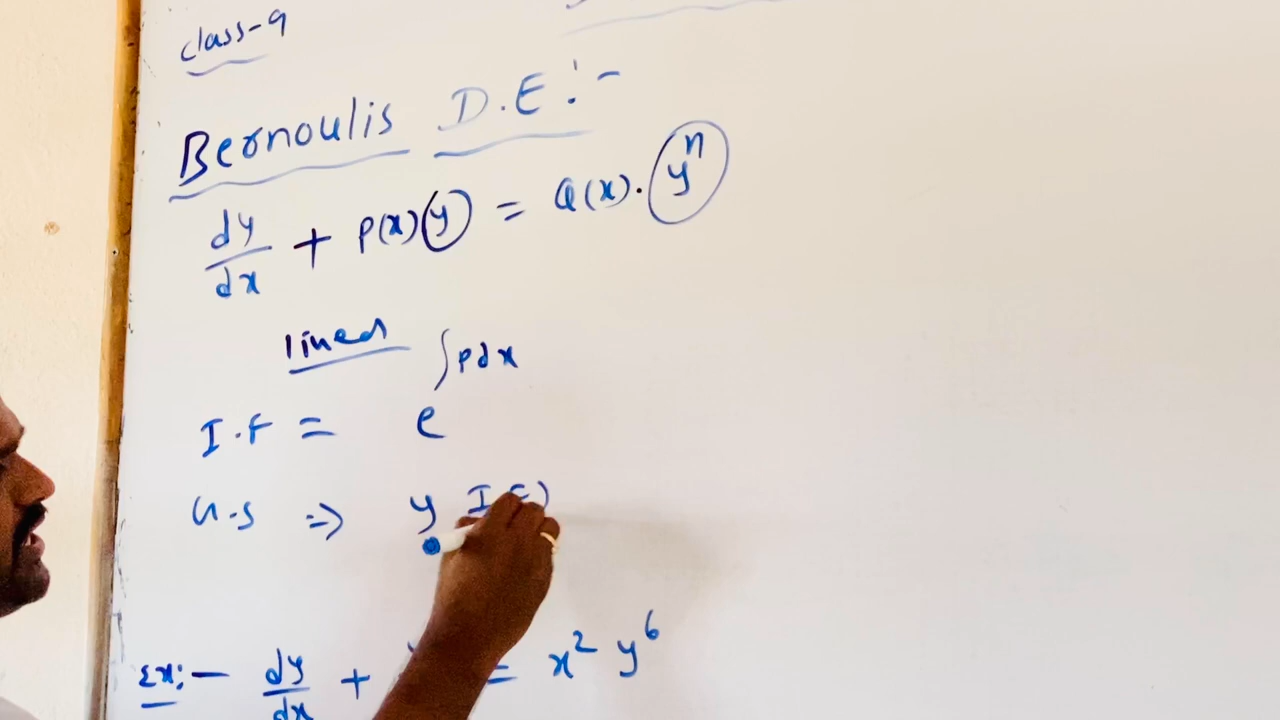 class-9
Bernoulis D.E:-
dy/dx + P(x)y = Q(x).y^n
linear
I.F = e^∫pdx
G.S => y I.F)
Ex:- dy/dx + = x^2 y^6